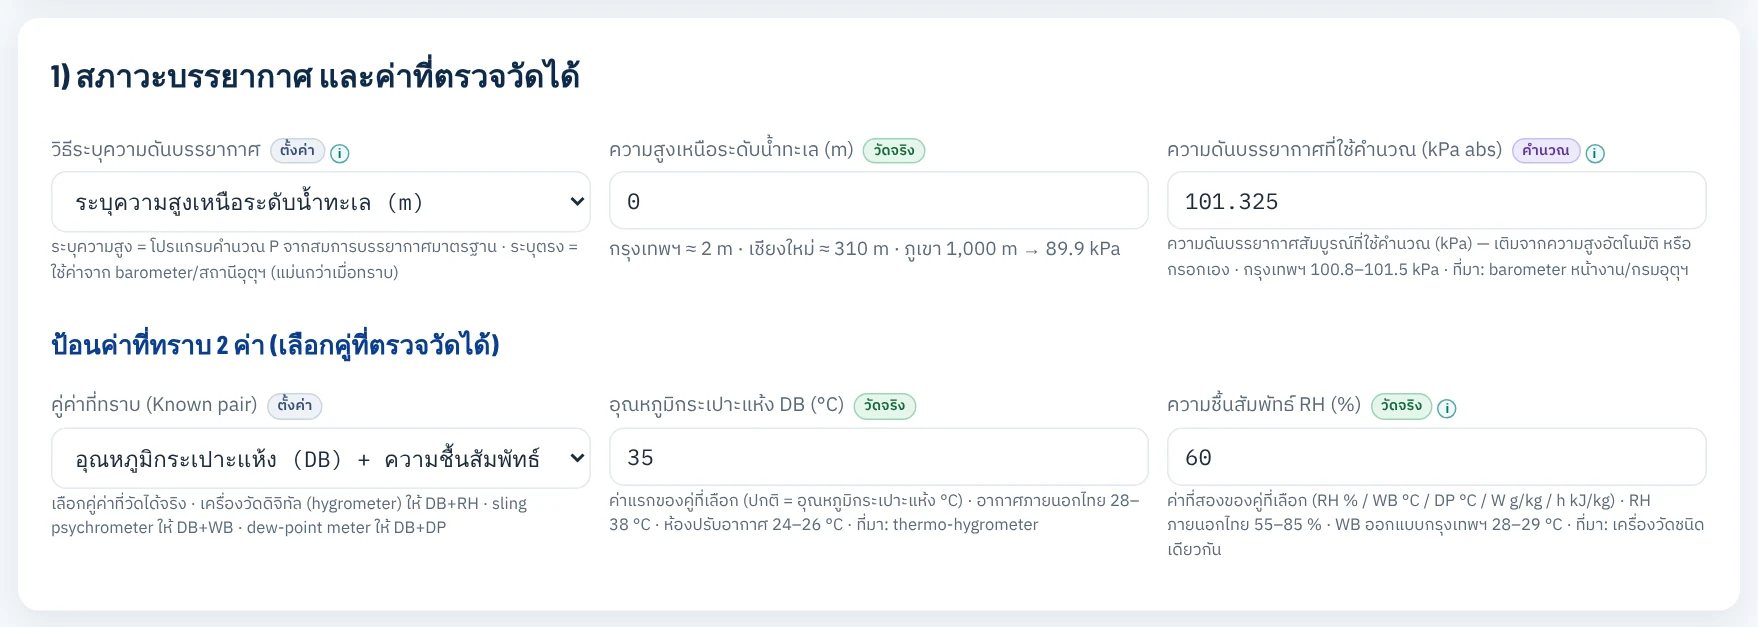 1) สภาวะบรรยากาศ และค่าที่ตรวจวัดได้
วิธีระบุความดันบรรยากาศ ตั้งค่า i
ระบุความสูงเหนือระดับน้ำทะเล (m)
ระบุความสูง = โปรแกรมคำนวณ P จากสมการบรรยากาศมาตรฐาน · ระบุตรง =
ใช้ค่าจาก barometer/สถานีอุตุฯ (แม่นกว่าเมื่อทราบ)
ความสูงเหนือระดับน้ำทะเล (m) วัดจริง
0
กรุงเทพฯ ≈ 2 m · เชียงใหม่ ≈ 310 m · ภูเขา 1,000 m → 89.9 kPa
ความดันบรรยากาศที่ใช้คำนวณ (kPa abs) คำนวณ i
101.325
ความดันบรรยากาศสัมบูรณ์ที่ใช้คำนวณ (kPa) — เติมจากความสูงอัตโนมัติ หรือ
กรอกเอง · กรุงเทพฯ 100.8–101.5 kPa · ที่มา: barometer หน้างาน/กรมอุตุฯ
ป้อนค่าที่ทราบ 2 ค่า (เลือกคู่ที่ตรวจวัดได้)
คู่ค่าที่ทราบ (Known pair) ตั้งค่า
อุณหภูมิกระเปาะแห้ง (DB) + ความชื้นสัมพัทธ์
เลือกคู่ค่าที่วัดได้จริง · เครื่องวัดดิจิทัล (hygrometer) ให้ DB+RH · sling
psychrometer ให้ DB+WB · dew-point meter ให้ DB+DP
อุณหภูมิกระเปาะแห้ง DB (°C) วัดจริง
35
ค่าแรกของคู่ที่เลือก (ปกติ = อุณหภูมิกระเปาะแห้ง °C) · อากาศภายนอกไทย 28–
38 °C · ห้องปรับอากาศ 24–26 °C · ที่มา: thermo-hygrometer
ความชื้นสัมพัทธ์ RH (%) วัดจริง i
60
ค่าที่สองของคู่ที่เลือก (RH % / WB °C / DP °C / W g/kg / h kJ/kg) · RH
ภายนอกไทย 55–85 % · WB ออกแบบกรุงเทพฯ 28–29 °C · ที่มา: เครื่องวัดชนิด
เดียวกัน